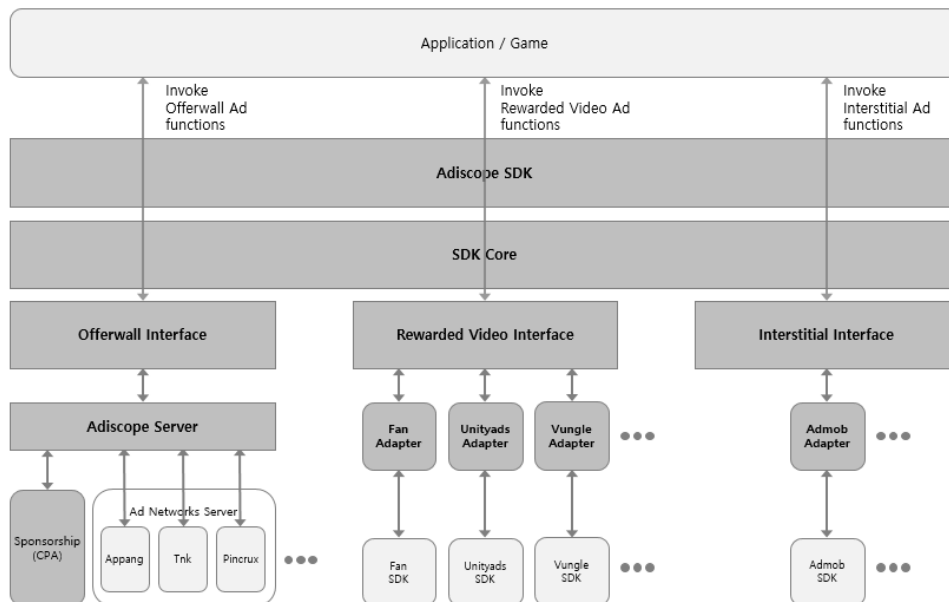 Application / Game
Invoke
Offerwall Ad
functions
Invoke
Rewarded Video Ad
functions
Invoke
Interstitial Ad
functions
Adiscope SDK
SDK Core
Offerwall Interface
Rewarded Video Interface
Interstitial Interface
Adiscope Server
Fan
Adapter
Unityads
Adapter
Vungle
Adapter
Admob
Adapter
Sponsorship
(CPA)
Ad Networks Server
Appang
Tnk
Pincrux
Fan
SDK
Unityads
SDK
Vungle
SDK
Admob
SDK